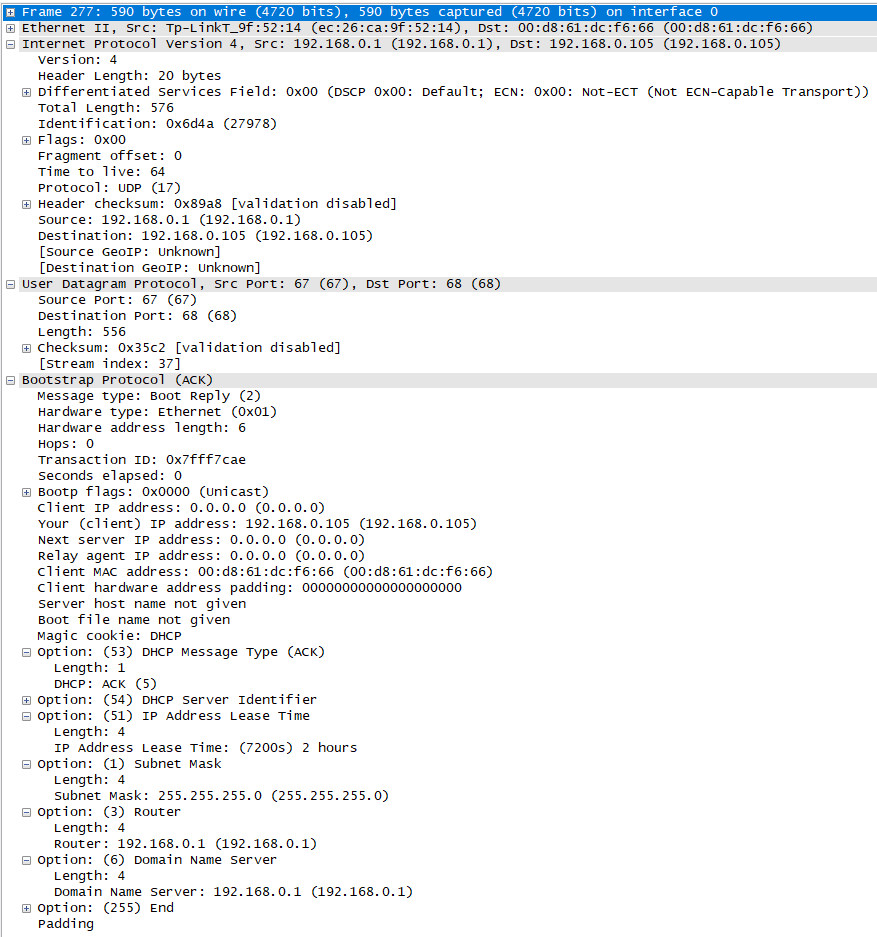 Frame 277: 590 bytes on wire (4720 bits), 590 bytes captured (4720 bits) on interface 0
Ethernet II, Src: Tp-LinkT_9f:52:14 (ec:26:ca:9f:52:14), Dst: 00:d8:61:dc:f6:66 (00:d8:61:dc:f6:66)
Internet Protocol Version 4, Src: 192.168.0.1 (192.168.0.1), Dst: 192.168.0.105 (192.168.0.105)
Version: 4
Header Length: 20 bytes
Differentiated Services Field: 0x00 (DSCP 0x00: Default; ECN: 0x00: Not-ECT (Not ECN-Capable Transport))
Total Length: 576
Identification: 0x6d4a (27978)
Flags: 0x00
Fragment offset: 0
Time to live: 64
Protocol: UDP (17)
Header checksum: 0x89a8 [validation disabled]
Source: 192.168.0.1 (192.168.0.1)
Destination: 192.168.0.105 (192.168.0.105)
[Source GeoIP: Unknown]
[Destination GeoIP: Unknown]
User Datagram Protocol, Src Port: 67 (67), Dst Port: 68 (68)
Source Port: 67 (67)
Destination Port: 68 (68)
Length: 556
Checksum: 0x35c2 [validation disabled]
[Stream index: 37]
Bootstrap Protocol (ACK)
Message type: Boot Reply (2)
Hardware type: Ethernet (0x01)
Hardware address length: 6
Hops: 0
Transaction ID: 0x7fff7cae
Seconds elapsed: 0
Bootp flags: 0x0000 (Unicast)
Client IP address: 0.0.0.0 (0.0.0.0)
Your (client) IP address: 192.168.0.105 (192.168.0.105)
Next server IP address: 0.0.0.0 (0.0.0.0)
Relay agent IP address: 0.0.0.0 (0.0.0.0)
Client MAC address: 00:d8:61:dc:f6:66 (00:d8:61:dc:f6:66)
Client hardware address padding: 00000000000000000000
Server host name not given
Boot file name not given
Magic cookie: DHCP
Option: (53) DHCP Message Type (ACK)
Length: 1
DHCP: ACK (5)
Option: (54) DHCP Server Identifier
Option: (51) IP Address Lease Time
Length: 4
IP Address Lease Time: (7200s) 2 hours
Option: (1) Subnet Mask
Length: 4
Subnet Mask: 255.255.255.0 (255.255.255.0)
Option: (3) Router
Length: 4
Router: 192.168.0.1 (192.168.0.1)
Option: (6) Domain Name Server
Length: 4
Domain Name Server: 192.168.0.1 (192.168.0.1)
Option: (255) End
Padding